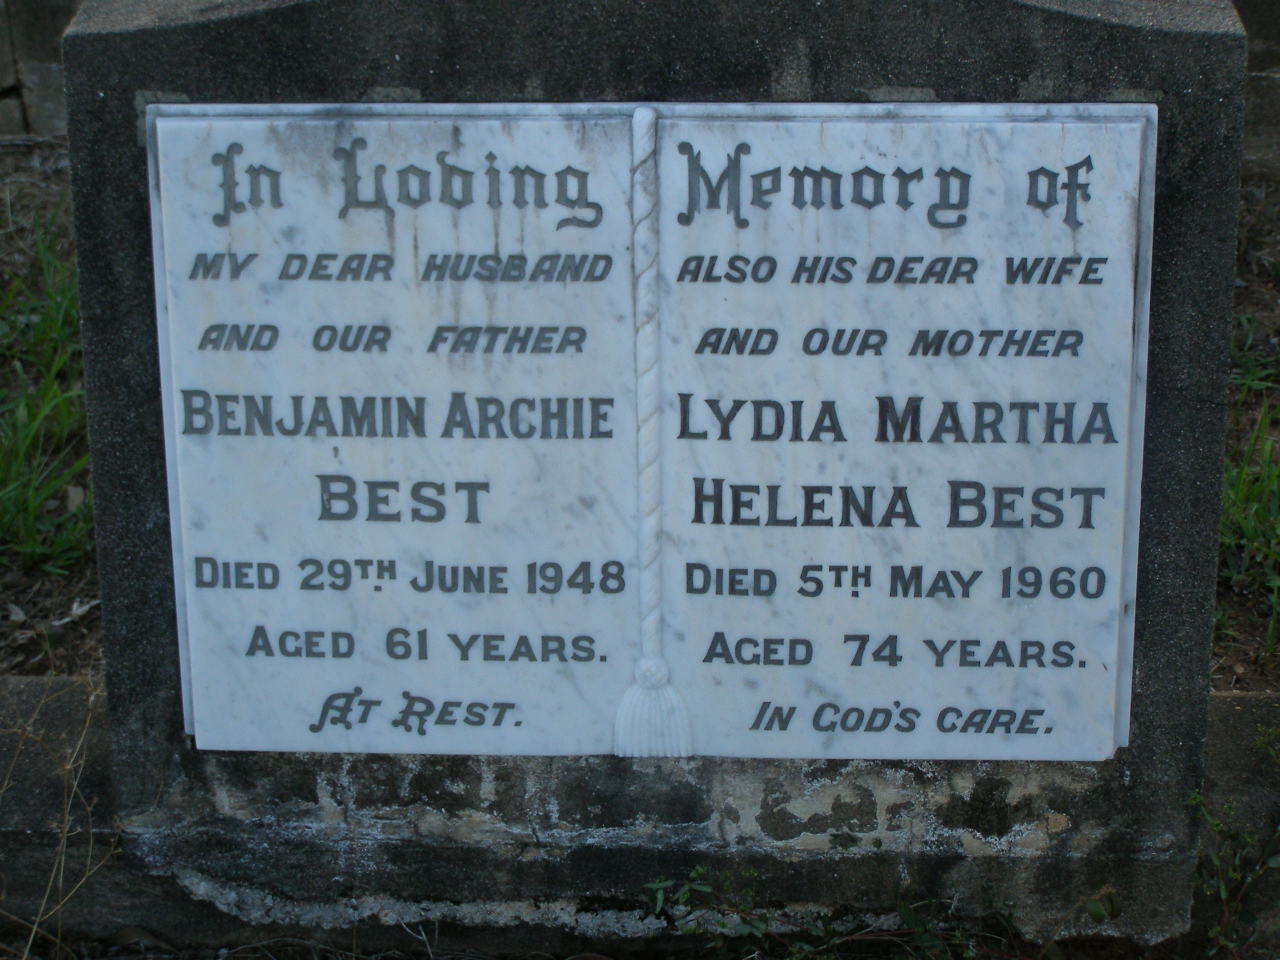 In Loving Memory of
MY DEAR HUSBAND
AND OUR FATHER
BENJAMIN ARCHIE
BEST
DIED 29TH JUNE 1948
AGED 61 YEARS.
AT REST.
ALSO HIS DEAR WIFE
AND OUR MOTHER
LYDIA MARTHA
HELENA BEST
DIED 5TH MAY 1960
AGED 74 YEARS.
IN GOD'S CARE.